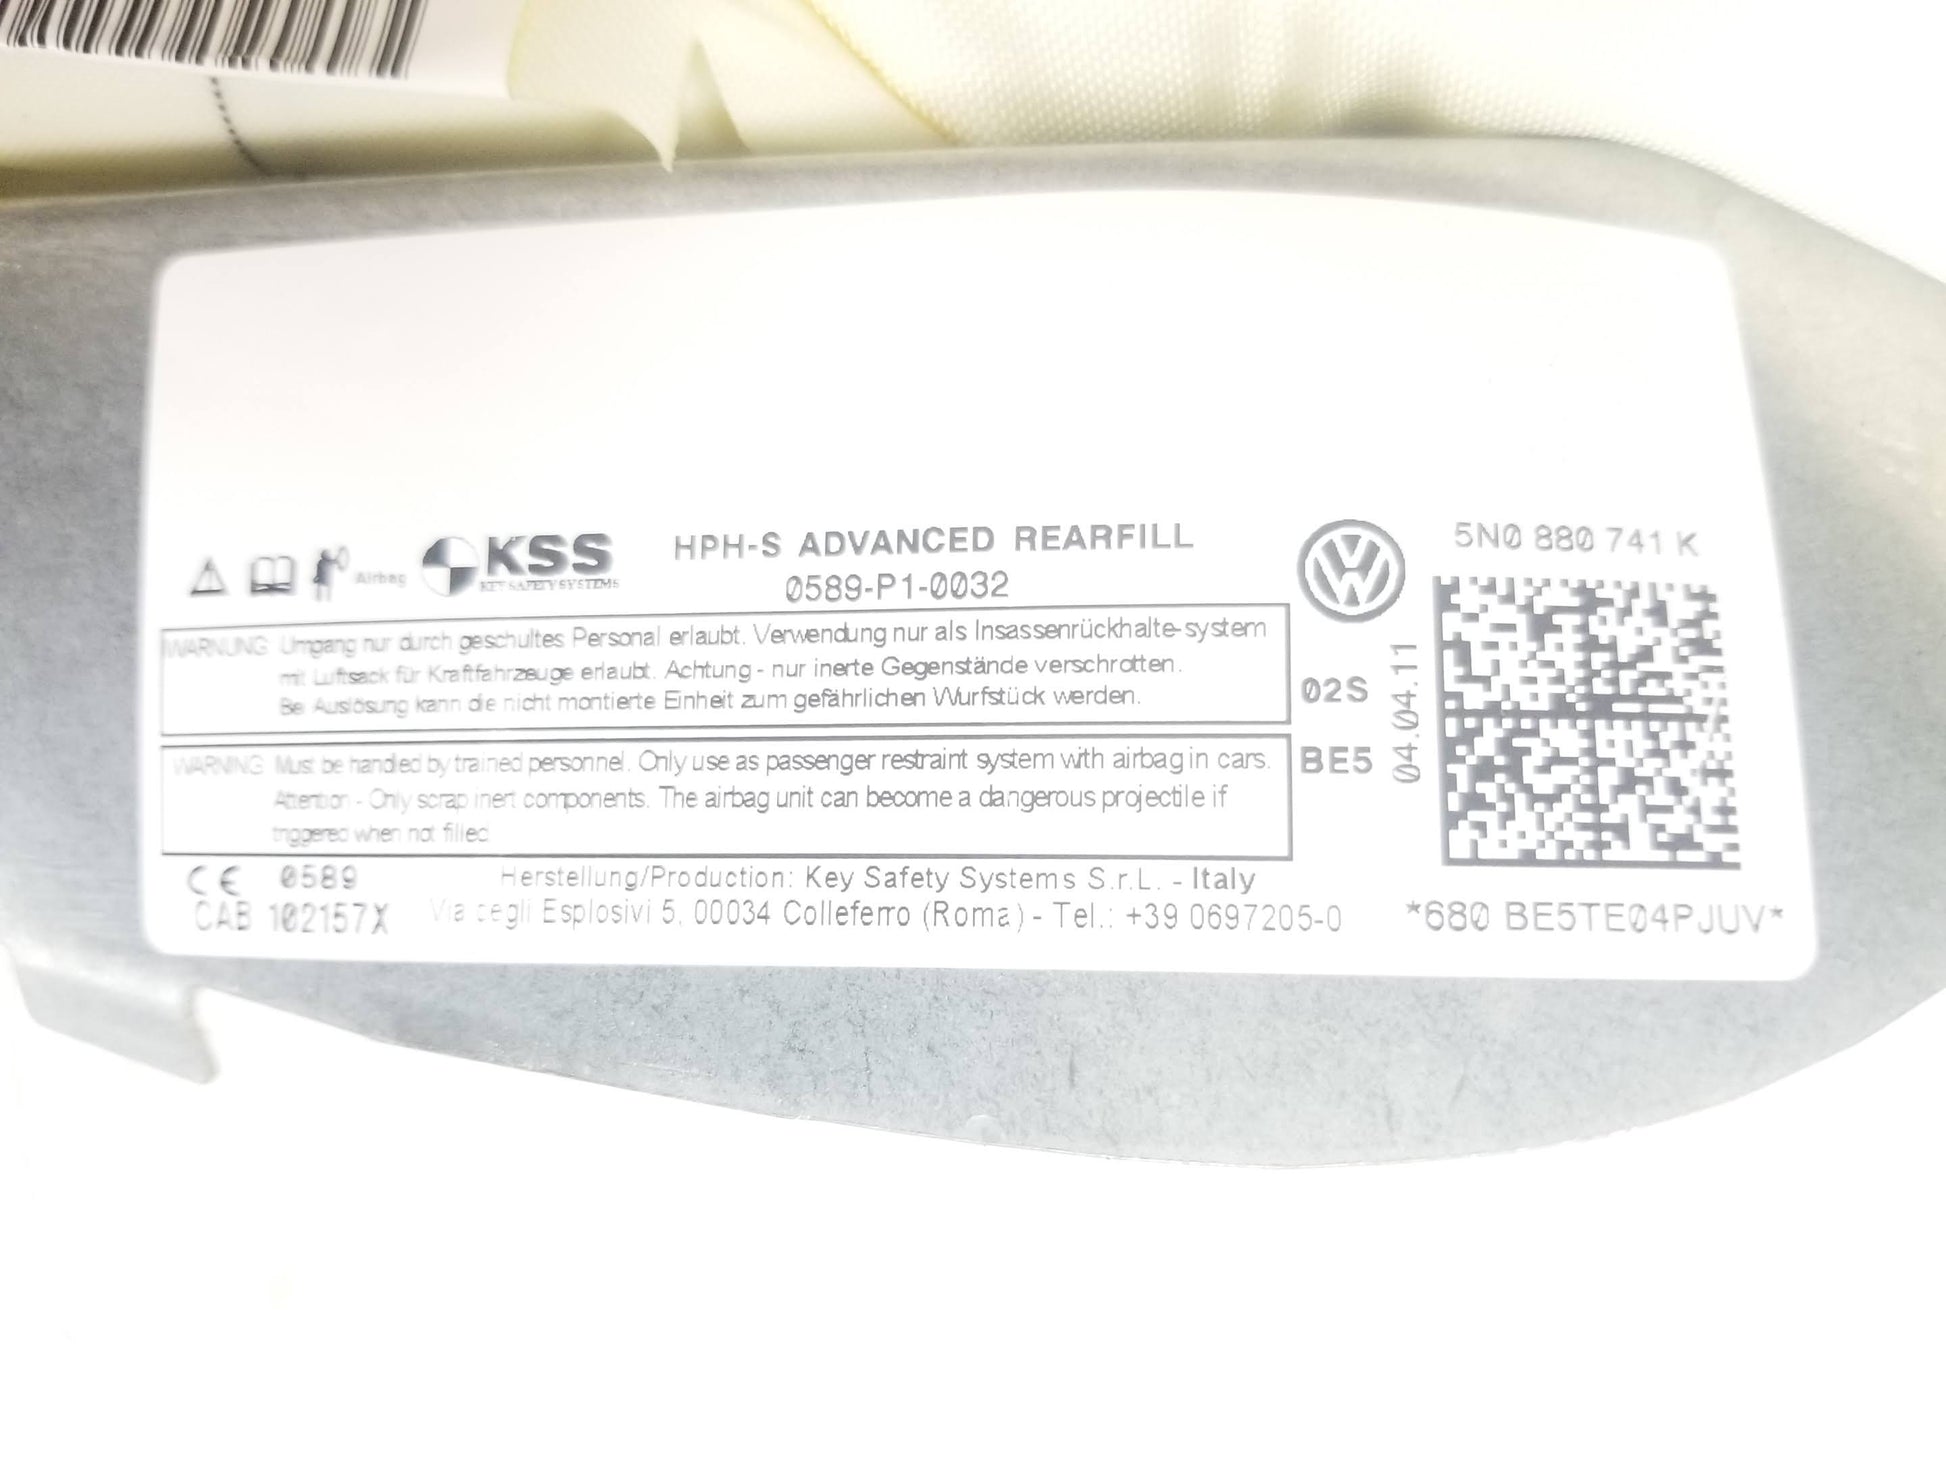 Airbag
KSS
KEY SAFETY SYSTEMS
HPH-S ADVANCED REARFILL
0589-P1-0032
5N0 880 741 K
WARNUNG Umgang nur durch geschultes Personal erlaubt. Verwendung nur als Insassenrückhalte-system
mit Luftsack für Kraftfahrzeuge erlaubt. Achtung - nur inerte Gegenstände verschrotten.
Bei Auslösung kann die nicht montierte Einheit zum gefährlichen Wurfstück werden.
02S
04.04.11
WARNING Must be handled by trained personnel. Only use as passenger restraint system with airbag in cars.
Attention - Only scrap inert components. The airbag unit can become a dangerous projectile if
triggered when not filled
BE5
CE 0589
Herstellung/Production: Key Safety Systems S.r.L. - Italy
CAB 102157X
Via degli Esplosivi 5, 00034 Colleferro (Roma) - Tel.: +39 0697205-0
*680 BE5TE04PJUV*